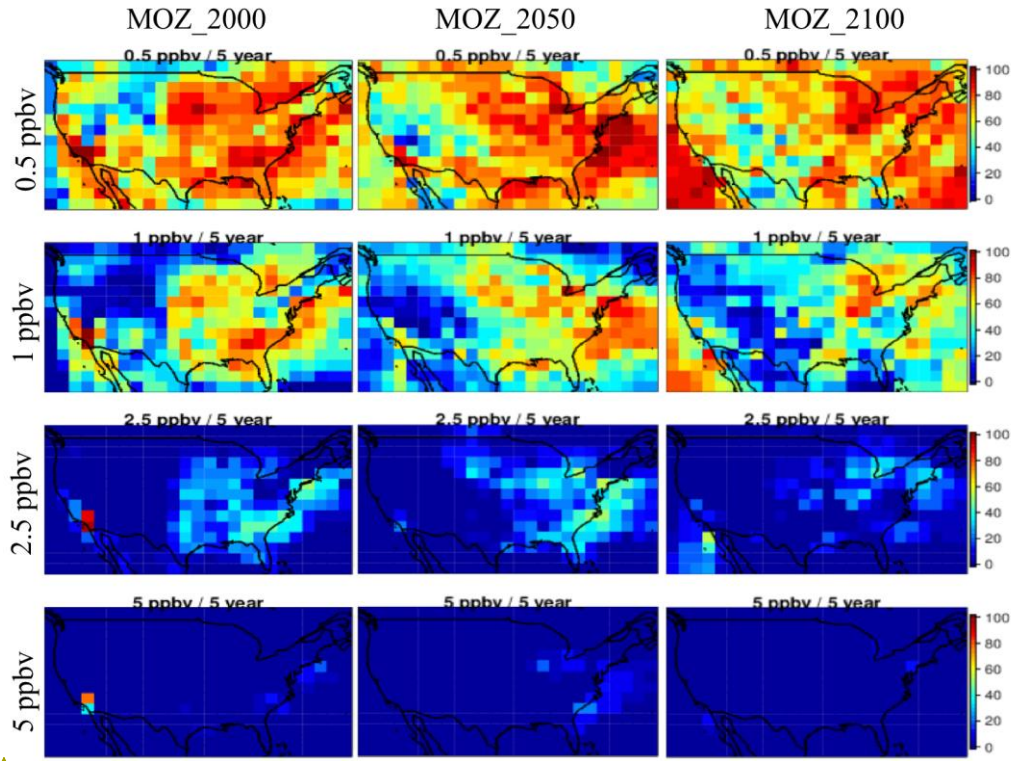 MOZ_2000 MOZ_2050 MOZ_2100
0.5 ppbv / 5 year 0.5 ppbv / 5 year 0.5 ppbv / 5 year
0.5 ppbv
100
80
60
40
20
0
1 ppbv / 5 year 1 ppbv / 5 year 1 ppbv / 5 year
1 ppbv
100
80
60
40
20
0
2.5 ppbv / 5 year 2.5 ppbv / 5 year 2.5 ppbv / 5 year
2.5 ppbv
100
80
60
40
20
0
5 ppbv / 5 year 5 ppbv / 5 year 5 ppbv / 5 year
5 ppbv
100
80
60
40
20
0